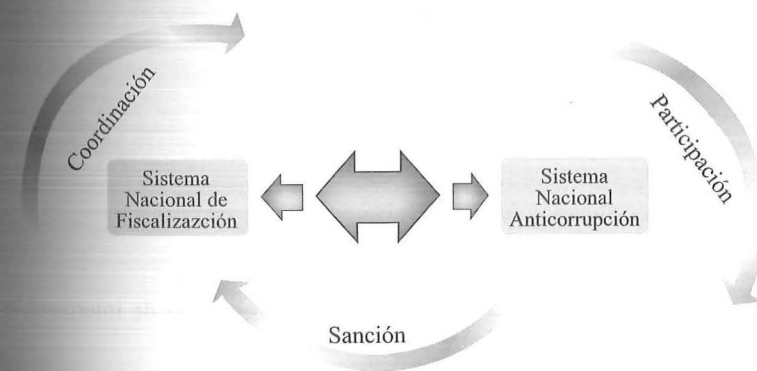 Coordinación
Participación
Sistema
Nacional de
Fiscalizazción
Sistema
Nacional
Anticorrupción
Sanción